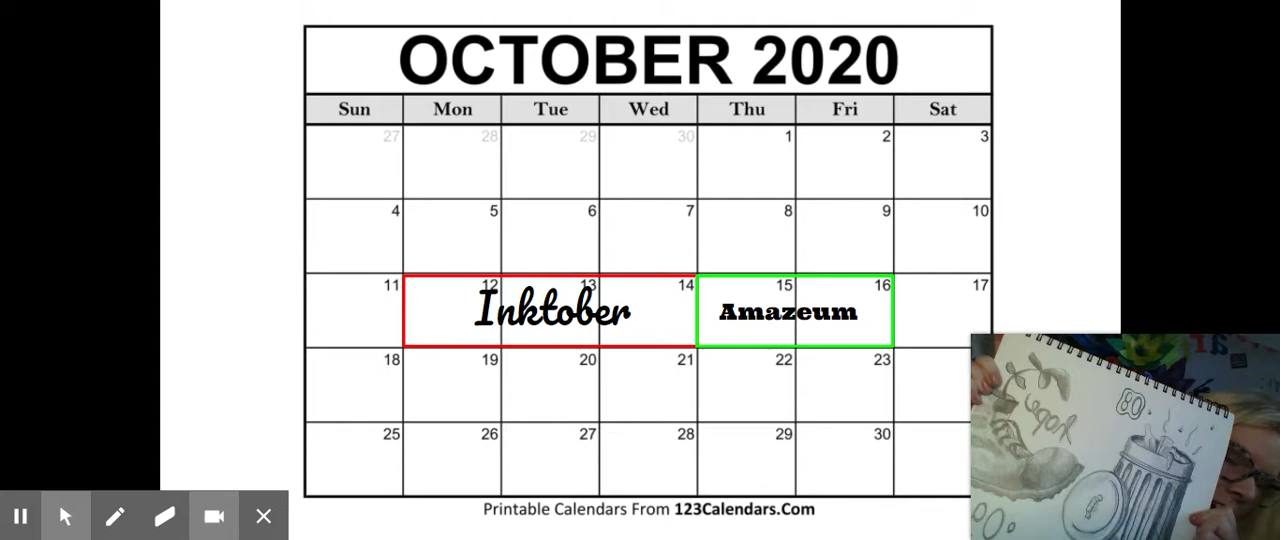 OCTOBER 2020
Sun Mon Tue Wed Thu Fri Sat
27 28 29 30 1 2 3
4 5 6 7 8 9 10
11 12 13 14 15 16 17
Inktober Amazeum
18 19 20 21 22 23
25 26 27 28 29 30
Printable Calendars From 123Calendars.Com
80